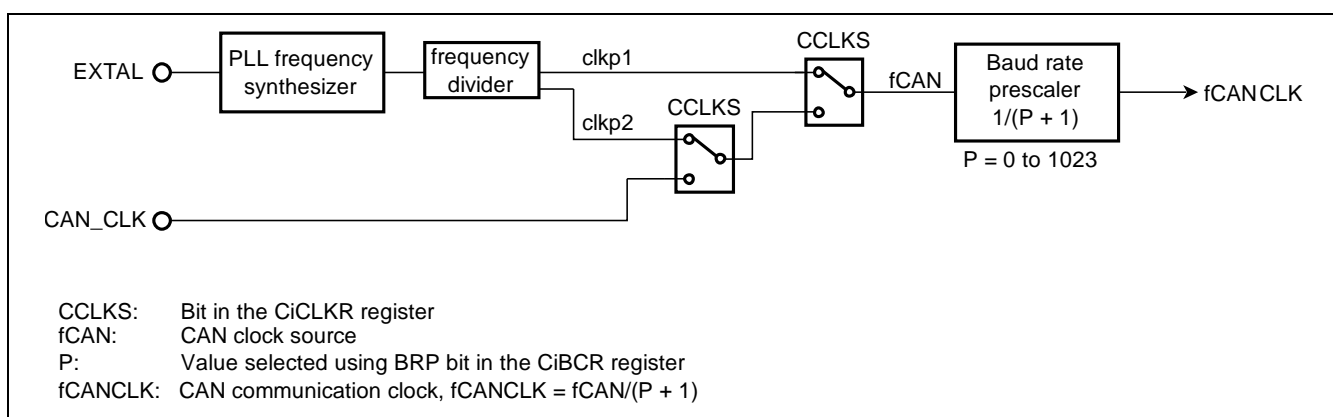 CCLKS
EXTAL
PLL frequency
synthesizer
frequency
divider
clkp1
clkp2
CCLKS
fCAN
Baud rate
prescaler
1/(P + 1)
fCANCLK
P = 0 to 1023
CAN_CLK
CCLKS: Bit in the CiCLKR register
fCAN: CAN clock source
P: Value selected using BRP bit in the CiBCR register
fCANCLK: CAN communication clock, fCANCLK = fCAN/(P + 1)